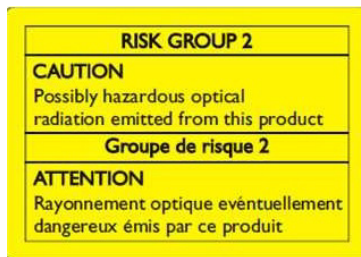 RISK GROUP 2
CAUTION
Possibly hazardous optical
radiation emitted from this product
Groupe de risque 2
ATTENTION
Rayonnement optique evéntuellement
dangereux émis par ce produit